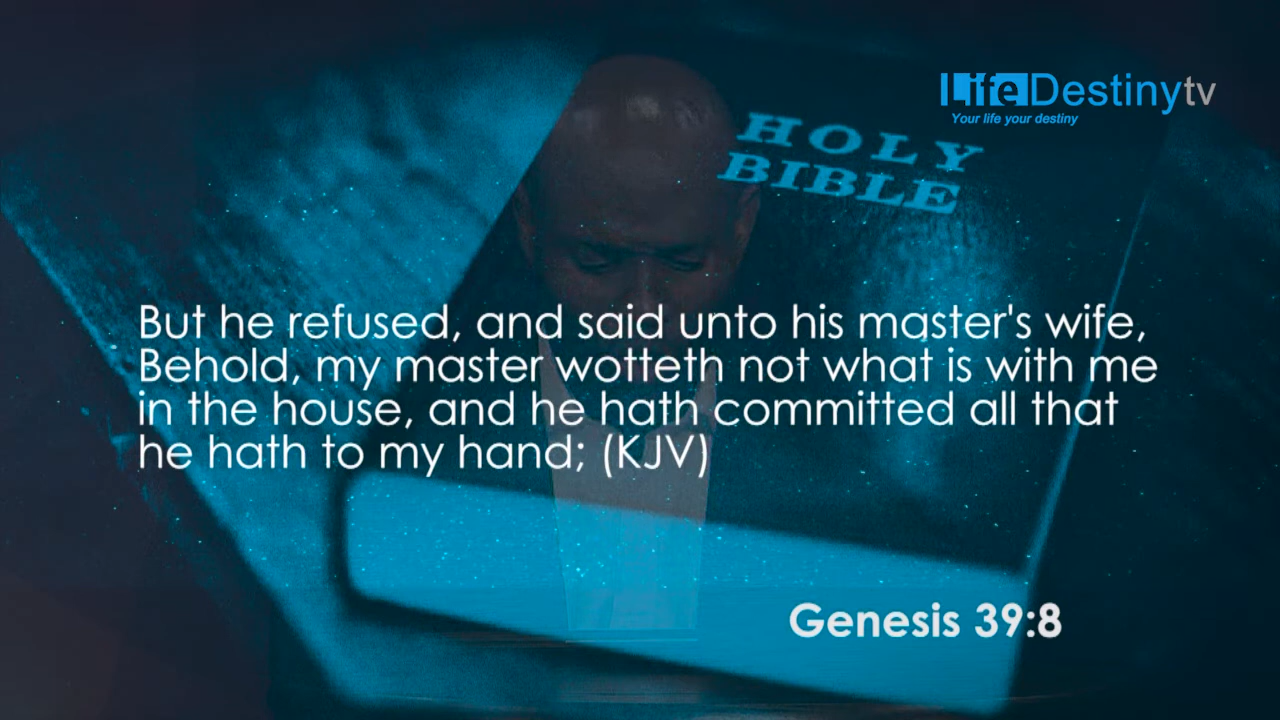 LifeDestinytv
Your life your destiny
HOLY
BIBLE
But he refused, and said unto his master's wife,
Behold, my master wotteth not what is with me
in the house, and he hath committed all that
he hath to my hand; (KJV)
Genesis 39:8